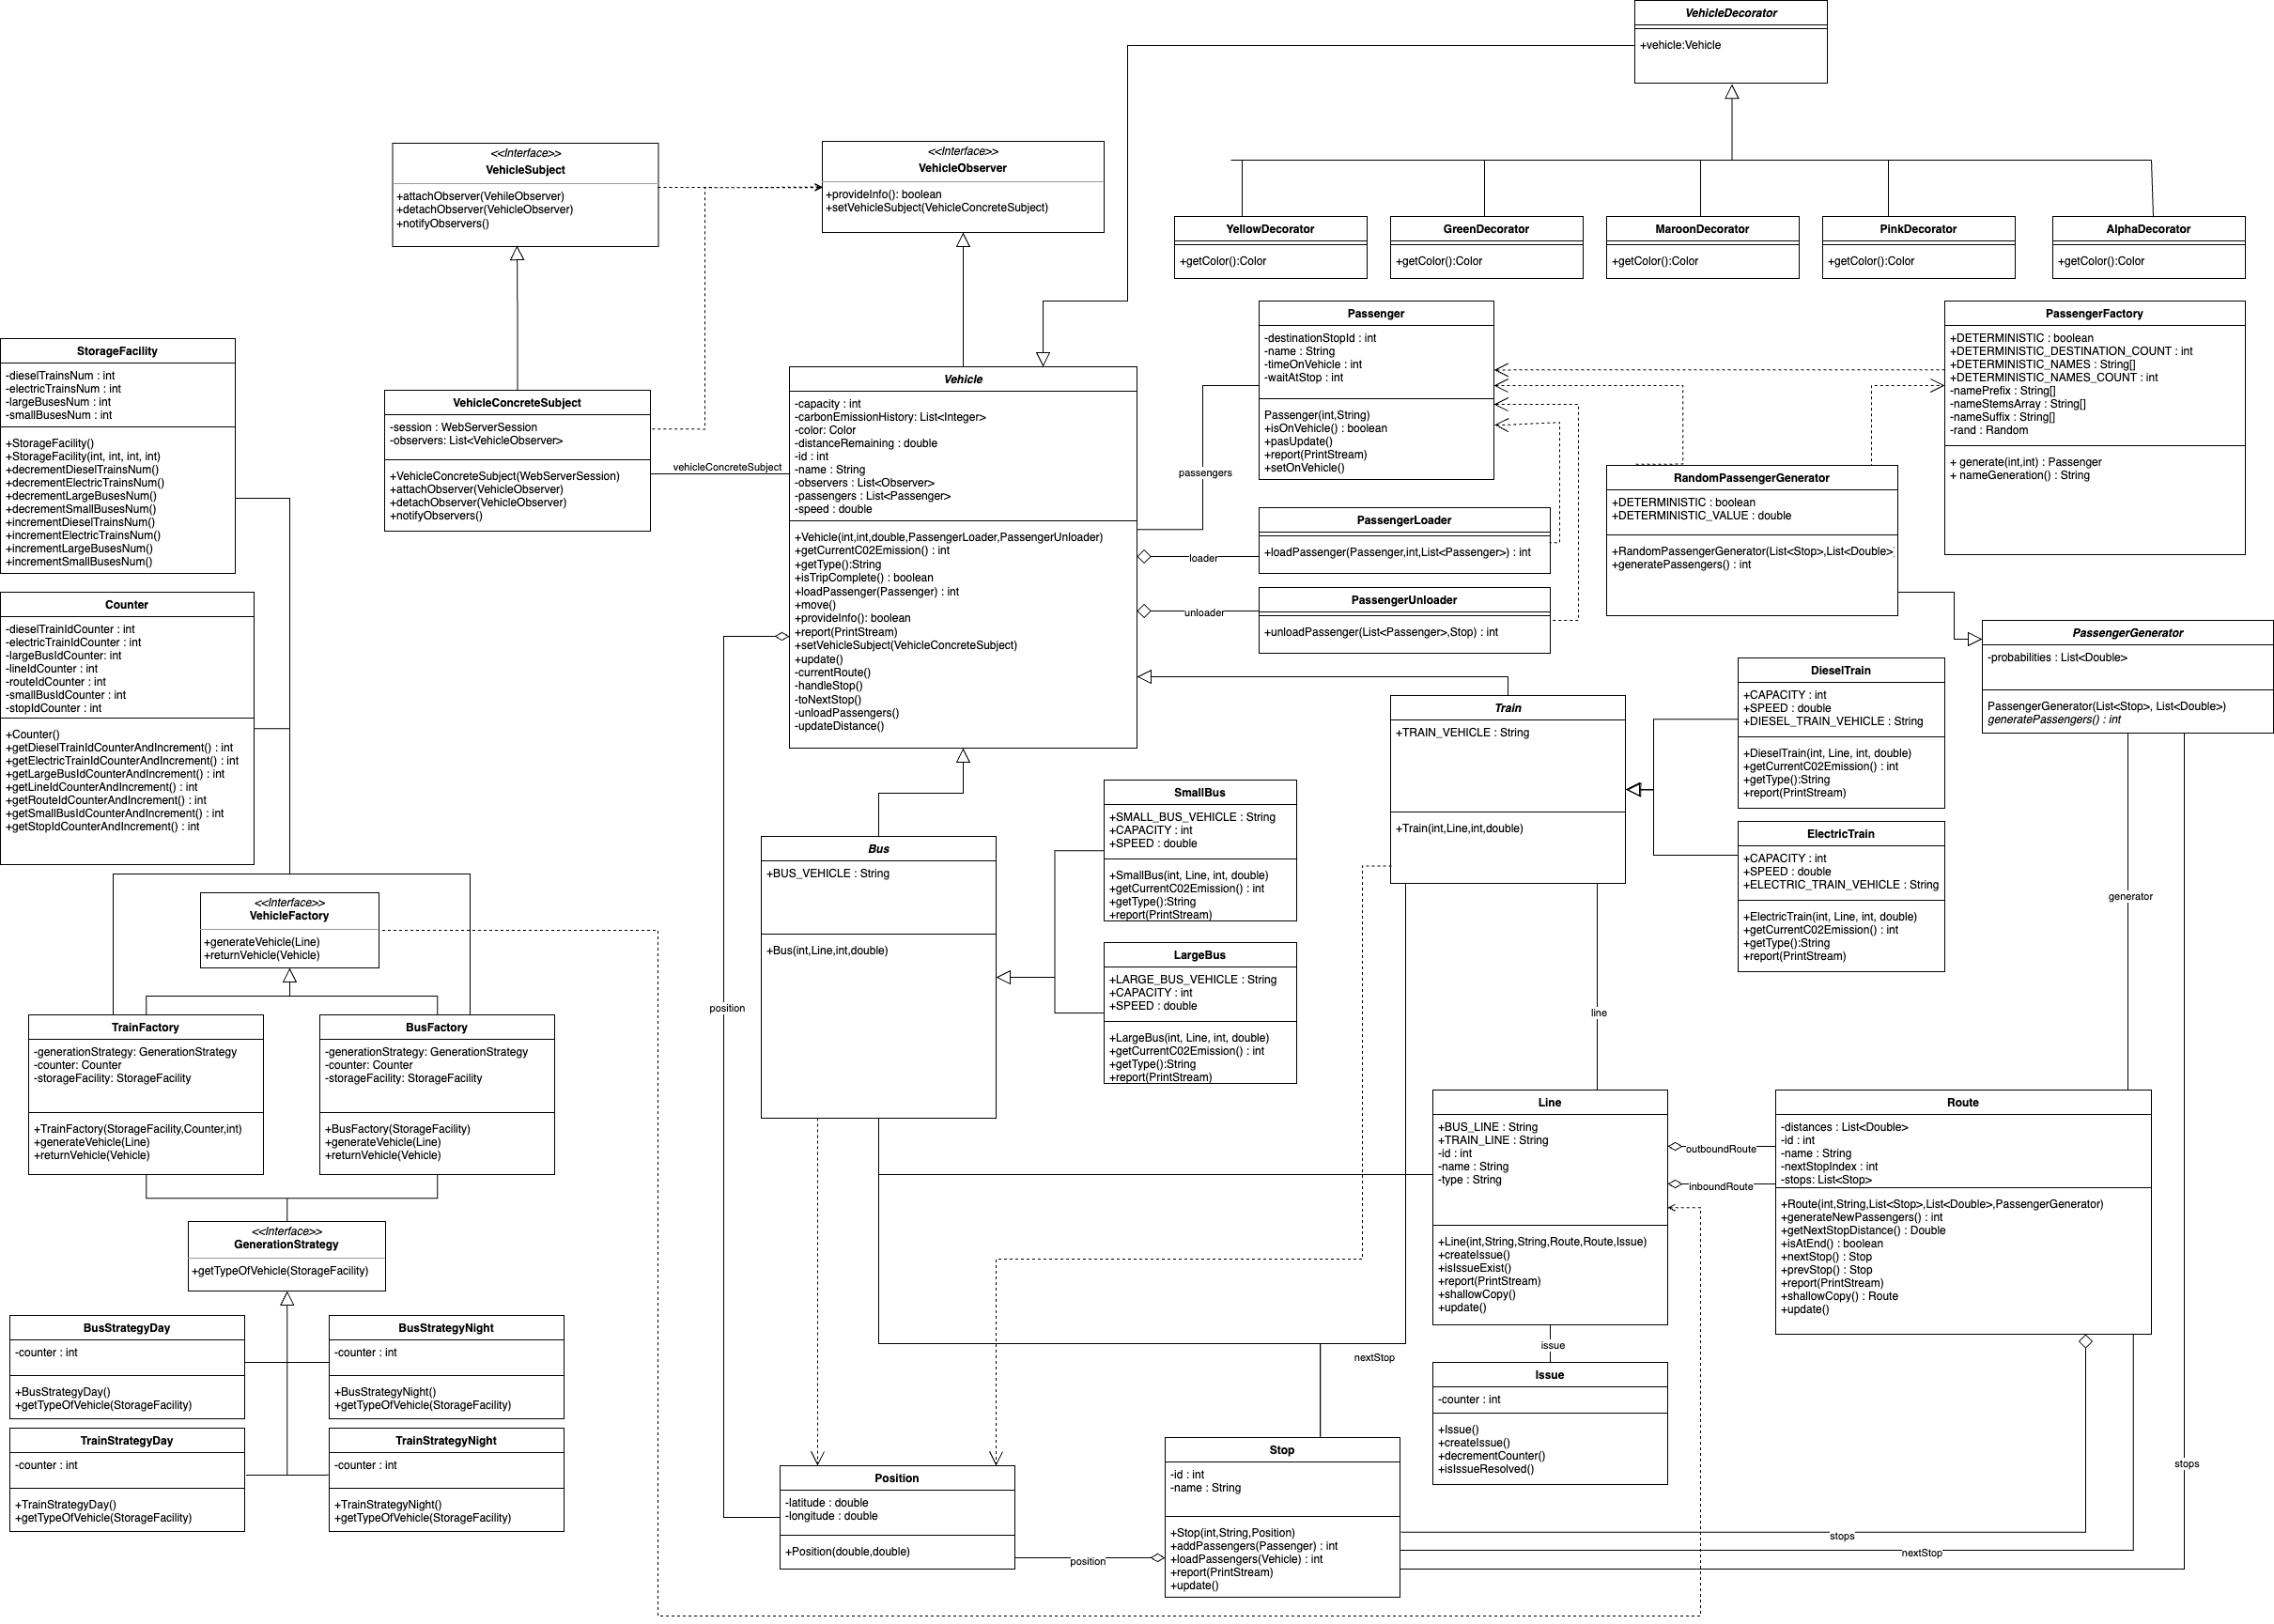 VehicleDecorator
+vehicle:Vehicle
<<Interface>>
VehicleSubject
+attachObserver(VehileObserver)
+detachObserver(VehicleObserver)
+notifyObservers()
<<Interface>>
VehicleObserver
+provideInfo(): boolean
+setVehicleSubject(VehicleConcreteSubject)
YellowDecorator
+getColor():Color
GreenDecorator
+getColor():Color
MaroonDecorator
+getColor():Color
PinkDecorator
+getColor():Color
AlphaDecorator
+getColor():Color
StorageFacility
-dieselTrainsNum : int
-electricTrainsNum : int
-largeBusesNum : int
-smallBusesNum : int
+StorageFacility()
+StorageFacility(int, int, int, int)
+decrementDieselTrainsNum()
+decrementElectricTrainsNum()
+decrementLargeBusesNum()
+decrementSmallBusesNum()
+incrementDieselTrainsNum()
+incrementElectricTrainsNum()
+incrementLargeBusesNum()
+incrementSmallBusesNum()
VehicleConcreteSubject
-session : WebServerSession
-observers: List<VehicleObserver>
+VehicleConcreteSubject(WebServerSession)
+attachObserver(VehicleObserver)
+detachObserver(VehicleObserver)
+notifyObservers()
vehicleConcreteSubject
Vehicle
-capacity : int
-carbonEmissionHistory: List<Integer>
-color: Color
-distanceRemaining : double
-id : int
-name : String
-observers : List<Observer>
-passengers : List<Passenger>
-speed : double
+Vehicle(int,int,double,PassengerLoader,PassengerUnloader)
+getCurrentC02Emission() : int
+getType():String
+isTripComplete() : boolean
+loadPassenger(Passenger) : int
+move()
+provideInfo() : boolean
+report(PrintStream)
+setVehicleSubject(VehicleConcreteSubject)
+update()
-currentRoute()
-handleStop()
-toNextStop()
-unloadPassengers()
-updateDistance()
passengers
loader
unloader
Passenger
-destinationStopId : int
-name : String
-timeOnVehicle : int
-waitAtStop : int
Passenger(int,String)
+isOnVehicle() : boolean
+pasUpdate()
+report(PrintStream)
+setOnVehicle()
PassengerLoader
+loadPassenger(Passenger,int,List<Passenger>) : int
PassengerUnloader
+unloadPassenger(List<Passenger>,Stop) : int
PassengerFactory
+DETERMINISTIC : boolean
+DETERMINISTIC_DESTINATION_COUNT : int
+DETERMINISTIC_NAMES : String[]
+DETERMINISTIC_NAMES_COUNT : int
-namePrefix : String[]
-nameStemsArray : String[]
-nameSuffix : String[]
-rand : Random
+ generate(int,int) : Passenger
+ nameGeneration() : String
RandomPassengerGenerator
+DETERMINISTIC : boolean
+DETERMINISTIC_VALUE : double
+RandomPassengerGenerator(List<Stop>,List<Double>
+generatePassengers() : int
PassengerGenerator
-probabilities : List<Double>
PassengerGenerator(List<Stop>, List<Double>)
generatePassengers() : int
Counter
-dieselTrainIdCounter : int
-electricTrainIdCounter : int
-largeBusIdCounter: int
-lineIdCounter : int
-routeIdCounter : int
-smallBusIdCounter : int
-stopIdCounter : int
+Counter()
+getDieselTrainIdCounterAndIncrement() : int
+getElectricTrainIdCounterAndIncrement() : int
+getLargeBusIdCounterAndIncrement() : int
+getLineIdCounterAndIncrement() : int
+getRouteIdCounterAndIncrement() : int
+getSmallBusIdCounterAndIncrement() : int
+getStopIdCounterAndIncrement() : int
Train
+TRAIN_VEHICLE : String
+Train(int,Line,int,double)
DieselTrain
+CAPACITY : int
+SPEED : double
+DIESEL_TRAIN_VEHICLE : String
+DieselTrain(int, Line, int, double)
+getCurrentC02Emission() : int
+getType():String
+report(PrintStream)
ElectricTrain
+CAPACITY : int
+SPEED : double
+ELECTRIC_TRAIN_VEHICLE : String
+ElectricTrain(int, Line, int, double)
+getCurrentC02Emission() : int
+getType():String
+report(PrintStream)
Bus
+BUS_VEHICLE : String
+Bus(int,Line,int,double)
SmallBus
+SMALL_BUS_VEHICLE : String
+CAPACITY : int
+SPEED : double
+SmallBus(int, Line, int, double)
+getCurrentC02Emission() : int
+getType():String
+report(PrintStream)
LargeBus
+LARGE_BUS_VEHICLE : String
+CAPACITY : int
+SPEED : double
+LargeBus(int, Line, int, double)
+getCurrentC02Emission() : int
+getType():String
+report(PrintStream)
generator
position
line
<<Interface>>
VehicleFactory
+generateVehicle(Line)
+returnVehicle(Vehicle)
TrainFactory
-generationStrategy: GenerationStrategy
-counter: Counter
-storageFacility: StorageFacility
+TrainFactory(StorageFacility,Counter,int)
+generateVehicle(Line)
+returnVehicle(Vehicle)
BusFactory
-generationStrategy: GenerationStrategy
-counter: Counter
-storageFacility: StorageFacility
+BusFactory(StorageFacility)
+generateVehicle(Line)
+returnVehicle(Vehicle)
<<Interface>>
GenerationStrategy
+getTypeOfVehicle(StorageFacility)
BusStrategyDay
-counter : int
+BusStrategyDay()
+getTypeOfVehicle(StorageFacility)
BusStrategyNight
-counter : int
+BusStrategyNight()
+getTypeOfVehicle(StorageFacility)
TrainStrategyDay
-counter : int
+TrainStrategyDay()
+getTypeOfVehicle(StorageFacility)
TrainStrategyNight
-counter : int
+TrainStrategyNight()
+getTypeOfVehicle(StorageFacility)
Line
+BUS_LINE : String
+TRAIN_LINE : String
-id : int
-name : String
-type : String
+Line(int,String,String,Route,Route,Issue)
+createIssue()
+isIssueExist()
+report(PrintStream)
+shallowCopy()
+update()
outboundRoute
inboundRoute
Route
-distances : List<Double>
-id : int
-name : String
-nextStopIndex : int
-stops: List<Stop>
+Route(int,String,List<Stop>,List<Double>,PassengerGenerator)
+generateNewPassengers() : int
+getNextStopDistance() : Double
+isAtEnd() : boolean
+nextStop() : Stop
+prevStop() : Stop
+report(PrintStream)
+shallowCopy() : Route
+update()
issue
nextStop
Issue
-counter : int
+Issue()
+createIssue()
+decrementCounter()
+isIssueResolved()
Position
-latitude : double
-longitude : double
+Position(double,double)
position
Stop
-id : int
-name : String
+Stop(int,String,Position)
+addPassengers(Passenger) : int
+loadPassengers(Vehicle) : int
+report(PrintStream)
+update()
stops
stops
nextStop